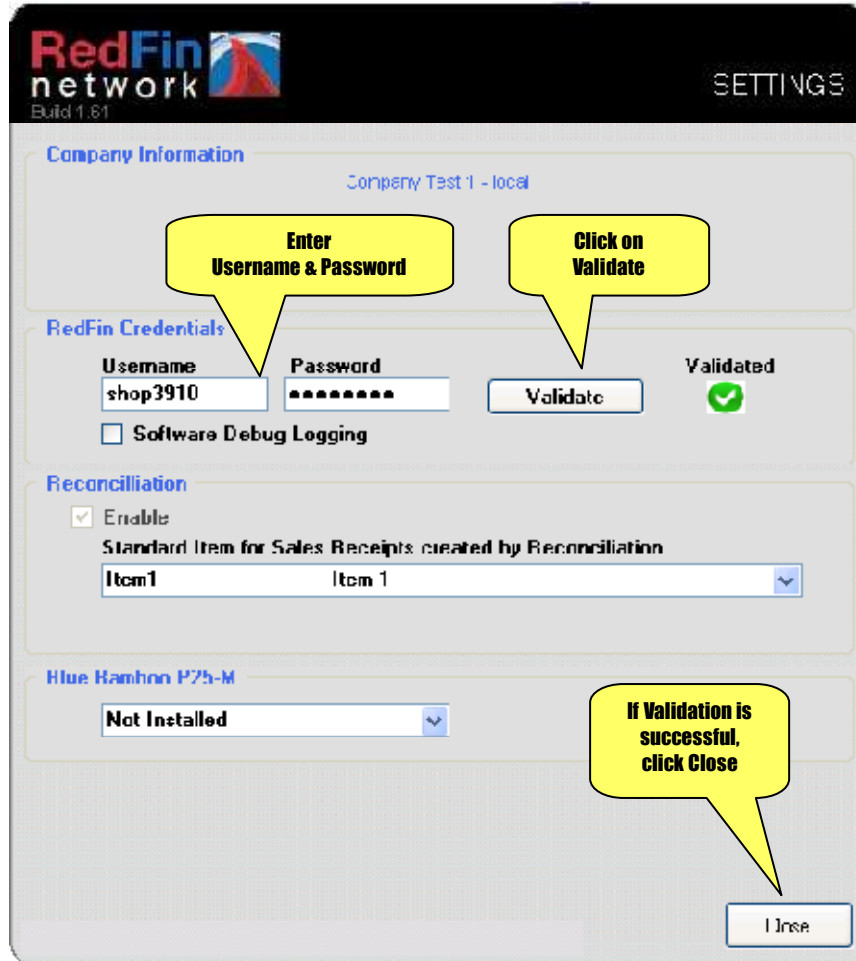 RedFin
network
Build 1.61
SETTINGS
Company Information
Company Test 1 - local
Enter
Username & Password
Click on
Validate
RedFin Credentials
Username Password Validated
shop3910 ●●●●●●●● Validate
Software Debug Logging
Reconcilliation
Enable
Standard Item for Sales Receipts created by Reconciliation
Item1 Item 1
Blue Bamboo P25-M
Not Installed
If Validation is
successful,
click Close
Close